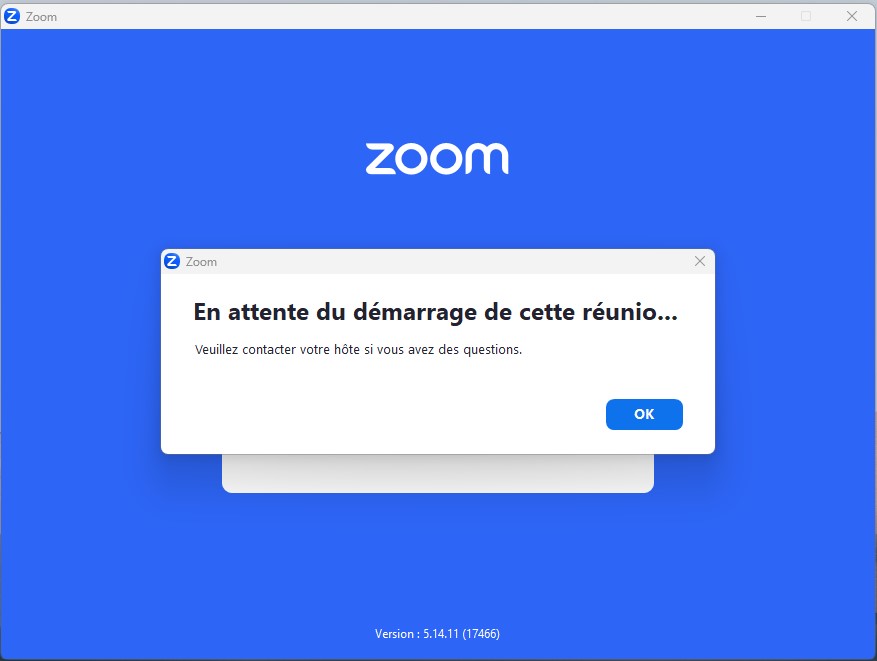 Zoom
zoom
Zoom
En attente du démarrage de cette réunio...
Veuillez contacter votre hôte si vous avez des questions.
OK
Version : 5.14.11 (17466)